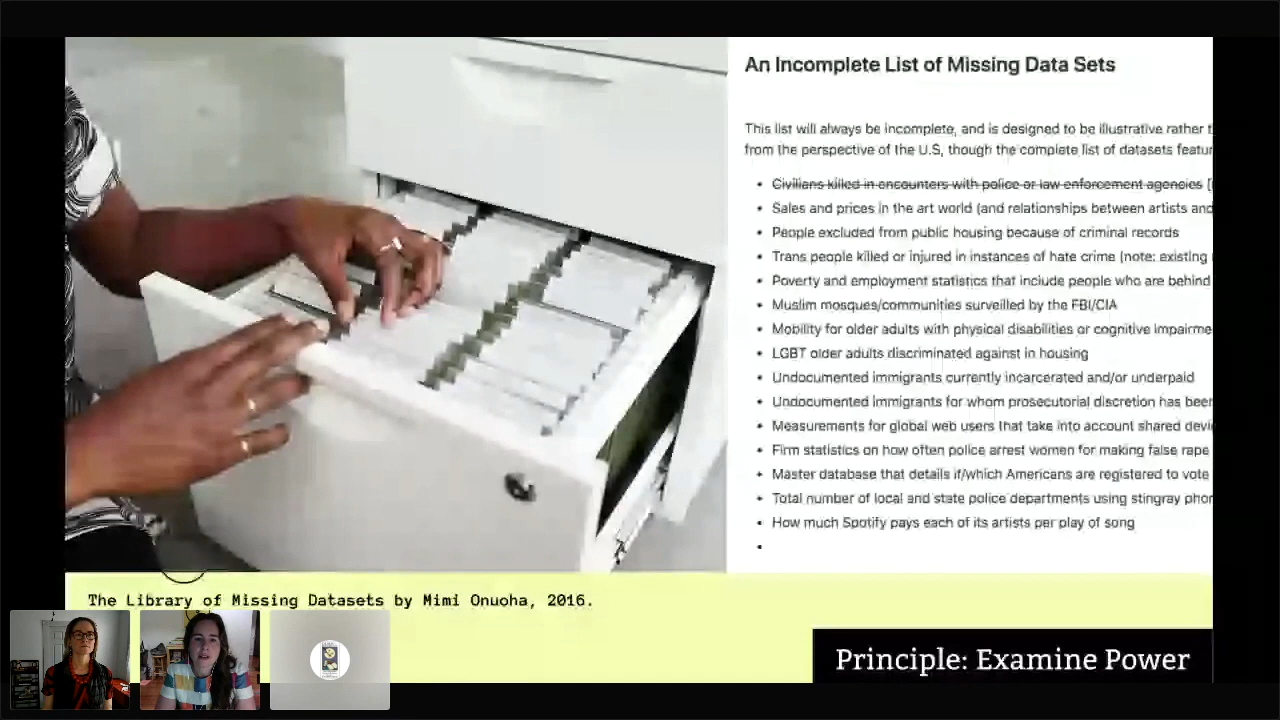 An Incomplete List of Missing Data Sets
This list will always be incomplete, and is designed to be illustrative rather
from the perspective of the U.S, though the complete list of datasets
• Civilians killed in encounters with police or law enforcement agencies
• Sales and prices in the art world (and relationships between artists and
• People excluded from public housing because of criminal records
• Trans people killed or injured in instances of hate crime (note: existing
• Poverty and employment statistics that include people who are behind
• Muslim mosques/communities surveilled by the FBI/CIA
• Mobility for older adults with physical disabilities or cognitive
• LGBT older adults discriminated against in housing
• Undocumented immigrants currently incarcerated and/or underpaid
• Undocumented immigrants for whom prosecutorial discretion has
• Measurements for global web users that take into account shared
• Firm statistics on how often police arrest women for making false rape
• Master database that details if/which Americans are registered to vote
• Total number of local and state police departments using stingray
• How much Spotify pays each of its artists per play of song
•
The Library of Missing Datasets by Mimi Onuoha, 2016.
Principle: Examine Power